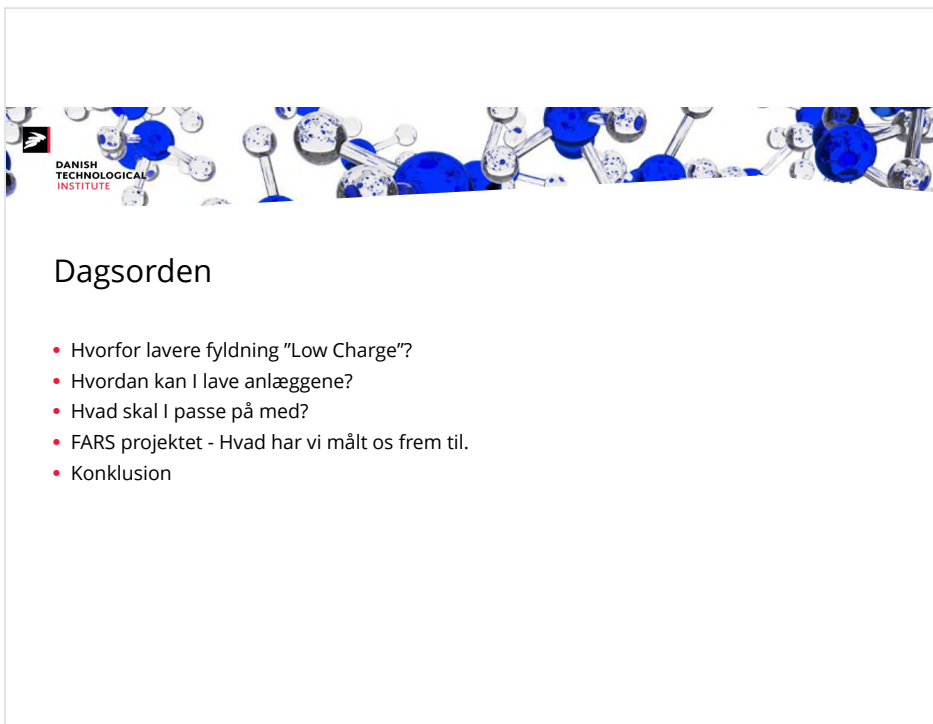 DANISH
TECHNOLOGICAL
INSTITUTE
Dagsorden
• Hvorfor lavere fyldning ”Low Charge”?
• Hvordan kan I lave anlæggene?
• Hvad skal I passe på med?
• FARS projektet - Hvad har vi målt os frem til.
• Konklusion